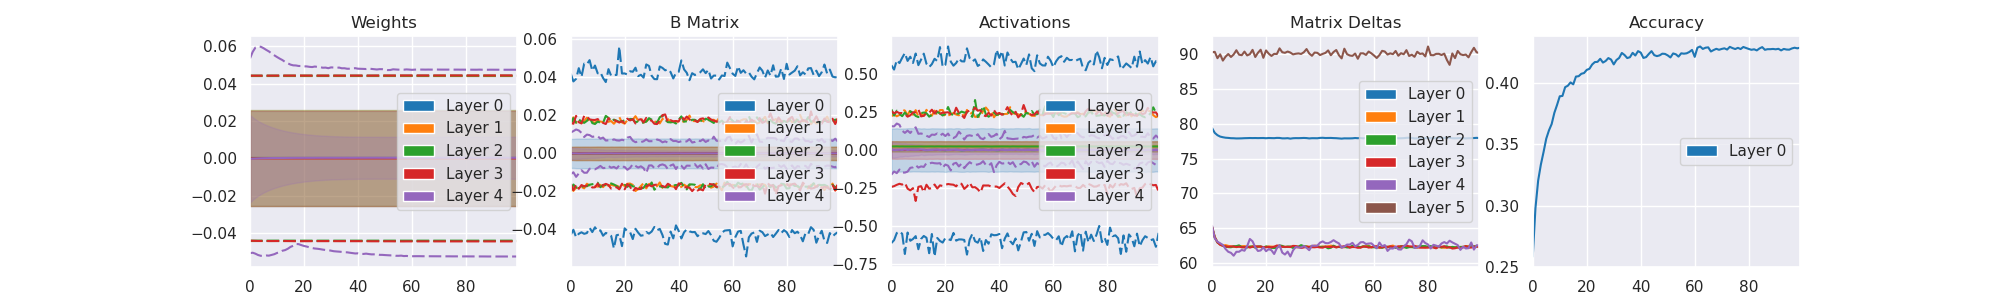 Weights
0.06
0.04
0.02
0.00
−0.02
−0.04
0
20
40
60
80
Layer 0
Layer 1
Layer 2
Layer 3
Layer 4
B Matrix
0.06
0.04
0.02
0.00
−0.02
−0.04
0
20
40
60
80
Layer 0
Layer 1
Layer 2
Layer 3
Layer 4
Activations
0.50
0.25
0.00
−0.25
−0.50
−0.75
0
20
40
60
80
Layer 0
Layer 1
Layer 2
Layer 3
Layer 4
Matrix Deltas
90
85
80
75
70
65
60
0
20
40
60
80
Layer 0
Layer 1
Layer 2
Layer 3
Layer 4
Layer 5
Accuracy
0.40
0.35
0.30
0.25
0
20
40
60
80
Layer 0